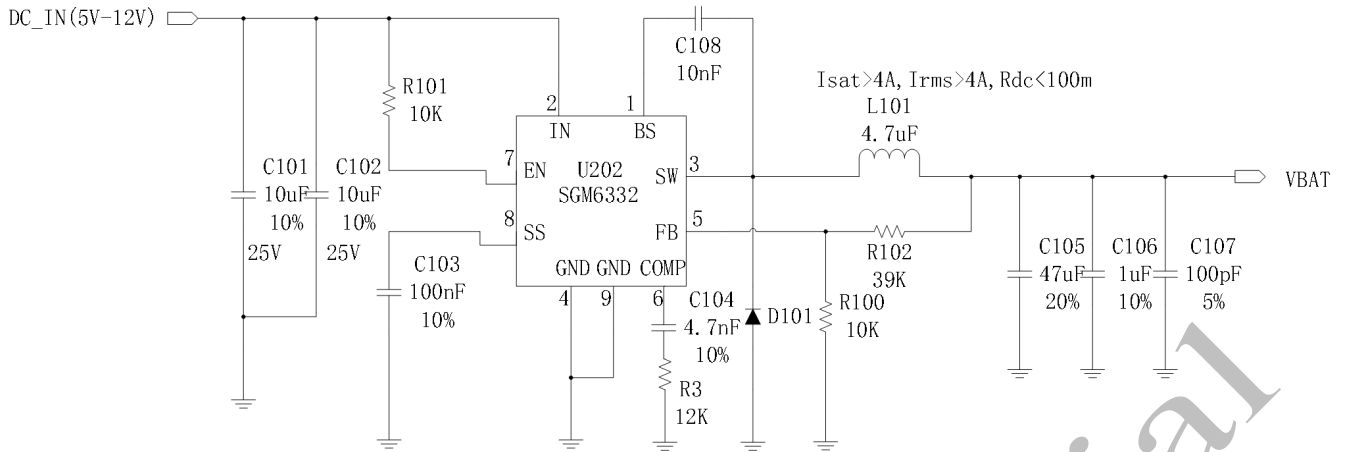 DC_IN(5V-12V)
C108
10nF
Isat>4A, Irms>4A, Rdc<100m
L101
4.7uF
R101
10K
2
1
IN
BS
7
EN
U202
SGM6332
SW
3
VBAT
C101
10uF
10%
25V
C102
10uF
10%
25V
8
SS
FB
5
R102
39K
C103
100nF
10%
GND
GND
COMP
4
9
6
C104
4.7nF
10%
D101
R100
10K
C105
47uF
20%
C106
1uF
10%
C107
100pF
5%
R3
12K